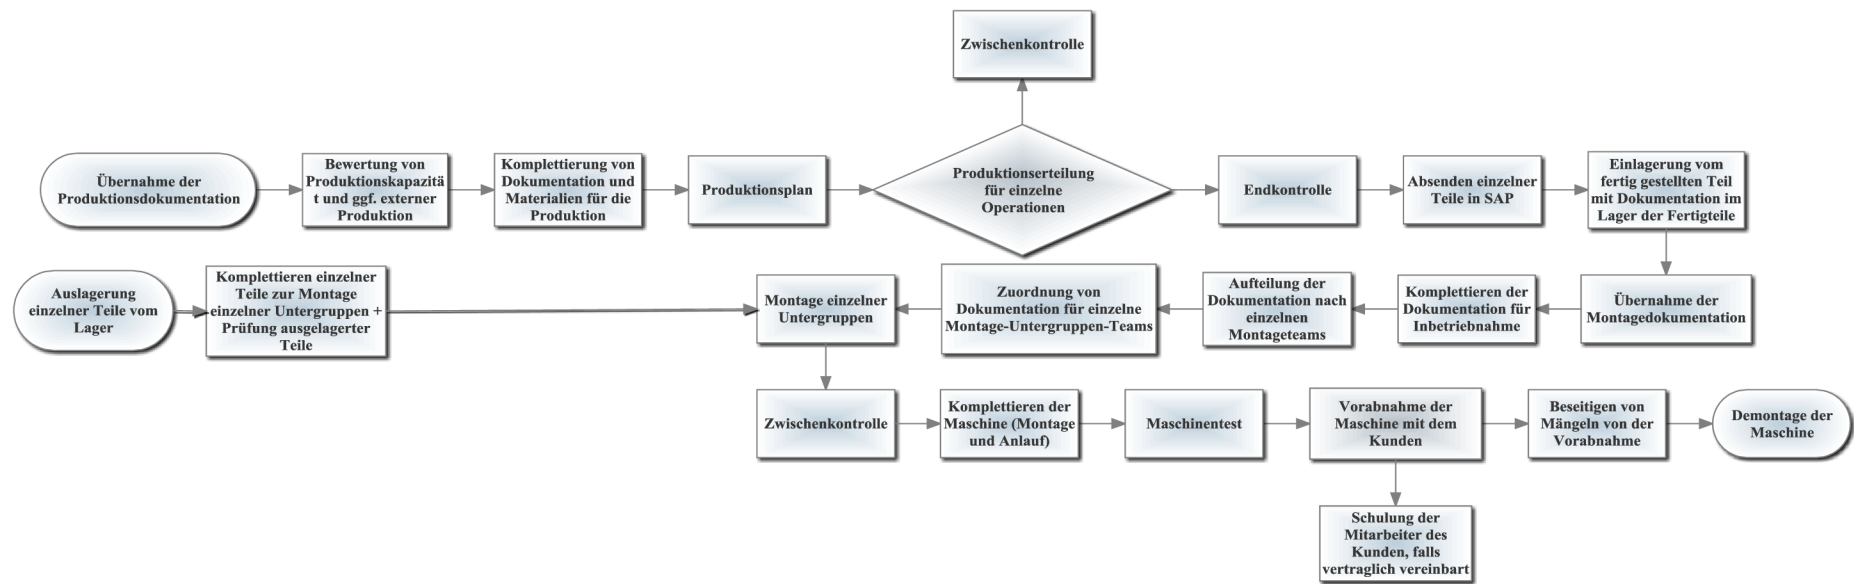 Zwischenkontrolle
Übernahme der
Produktionsdokumentation
Bewertung von
Produktionskapazitä
t und ggf. externer
Produktion
Komplettierung von
Dokumentation und
Materialien für die
Produktion
Produktionsplan
Produktionserteilung
für einzelne
Operationen
Endkontrolle
Absenden einzelner
Teile in SAP
Einlagerung vom
fertig gestellten Teil
mit Dokumentation im
Lager der Fertigteile
Auslagerung
einzelner Teile vom
Lager
Komplettieren einzelner
Teile zur Montage
einzelner Untergruppen +
Prüfung ausgelagerter
Teile
Montage einzelner
Untergruppen
Zuordnung von
Dokumentation für einzelne
Montage-Untergruppen-Teams
Aufteilung der
Dokumentation nach
einzelnen
Montageteams
Komplettieren der
Dokumentation für
Inbetriebnahme
Übernahme der
Montagedokumentation
Zwischenkontrolle
Komplettieren der
Maschine (Montage
und Anlauf)
Maschinentest
Vorabnahme der
Maschine mit dem
Kunden
Beseitigen von
Mängeln von der
Vorabnahme
Demontage der
Maschine
Schulung der
Mitarbeiter des
Kunden, falls
vertraglich vereinbart